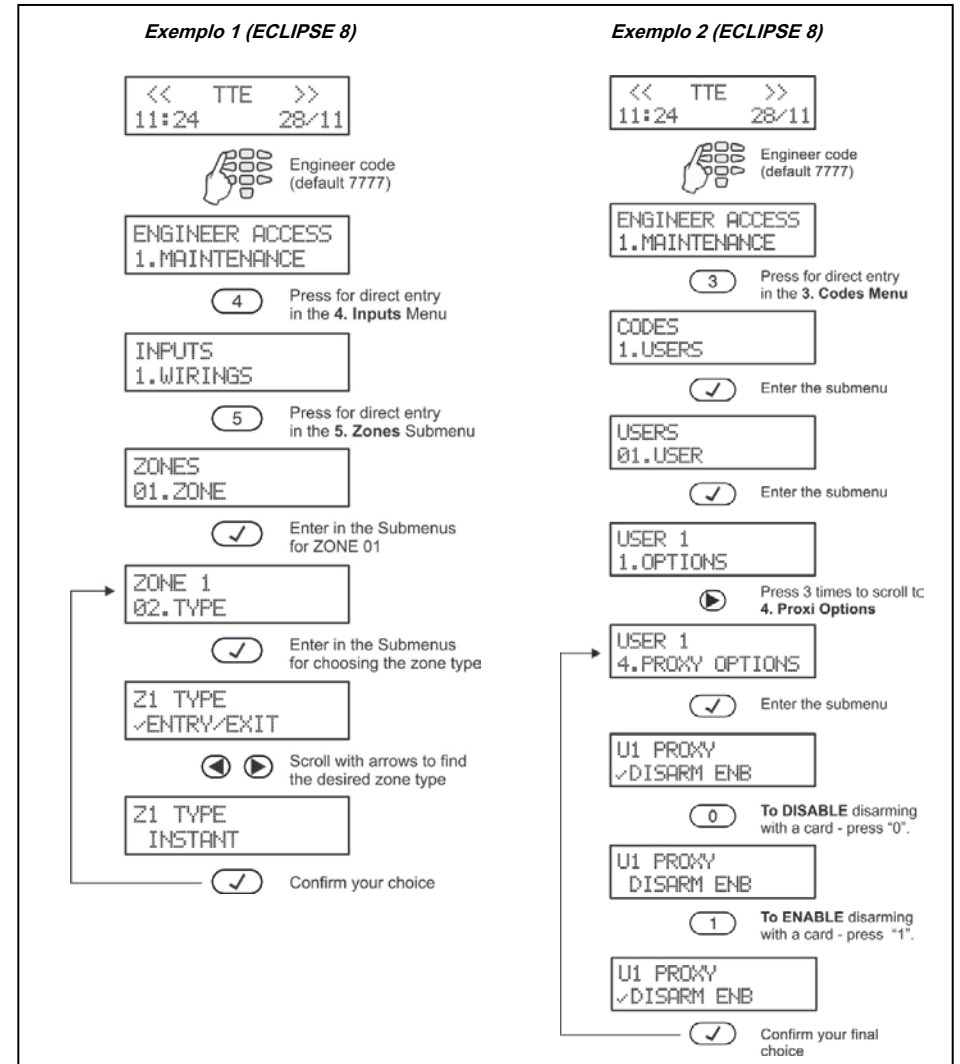 Exemplo 1 (ECLIPSE 8)
<< TTE >>
11:24 28/11
Engineer code
(default 7777)
ENGINEER ACCESS
1.MAINTENANCE
4
Press for direct entry
in the 4. Inputs Menu
INPUTS
1.WIRINGS
5
Press for direct entry
in the 5. Zones Submenu
ZONES
01.ZONE
✓
Enter in the Submenus
for ZONE 01
ZONE 1
02.TYPE
✓
Enter in the Submenus
for choosing the zone type
Z1 TYPE
✓ENTRY/EXIT
Scroll with arrows to find
the desired zone type
Z1 TYPE
INSTANT
✓
Confirm your choice
Exemplo 2 (ECLIPSE 8)
<< TTE >>
11:24 28/11
Engineer code
(default 7777)
ENGINEER ACCESS
1.MAINTENANCE
3
Press for direct entry
in the 3. Codes Menu
CODES
1.USERS
✓
Enter the submenu
USERS
01.USER
✓
Enter the submenu
USER 1
1.OPTIONS
Press 3 times to scroll to
4. Proxi Options
USER 1
4.PROXY OPTIONS
✓
Enter the submenu
U1 PROXY
✓DISARM ENB
0
To DISABLE disarming
with a card - press “0”.
U1 PROXY
DISARM ENB
1
To ENABLE disarming
with a card - press “1”.
U1 PROXY
✓DISARM ENB
✓
Confirm your final
choice